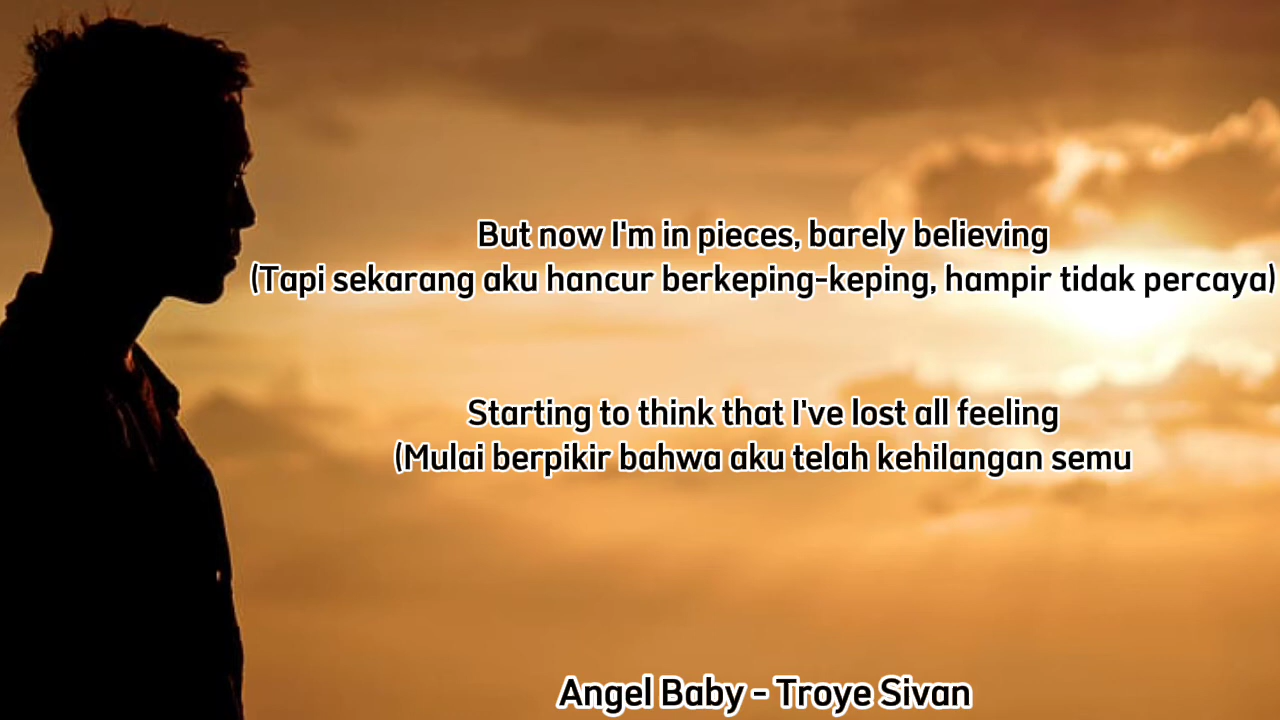 But now I'm in pieces, barely believing
(Tapi sekarang aku hancur berkeping-keping, hampir tidak percaya)
Starting to think that I've lost all feeling
(Mulai berpikir bahwa aku telah kehilangan semu
Angel Baby - Troye Sivan